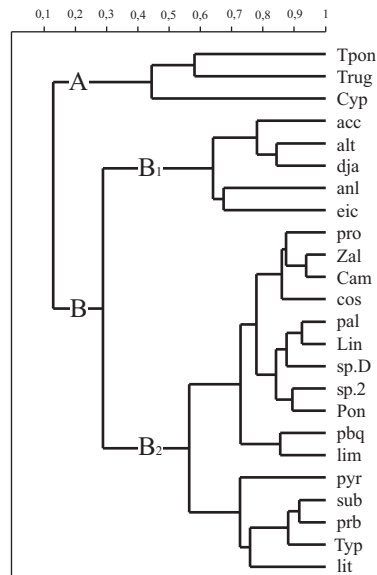 0,1 0,2 0,3 0,4 0,5 0,6 0,7 0,8 0,9 1
Tpon
Trug
A
Cyp
acc
alt
dja
B1
anl
eic
pro
Zal
Cam
cos
B
pal
Lin
sp.D
sp.2
Pon
pbq
B2
lim
pyr
sub
prb
Typ
lit